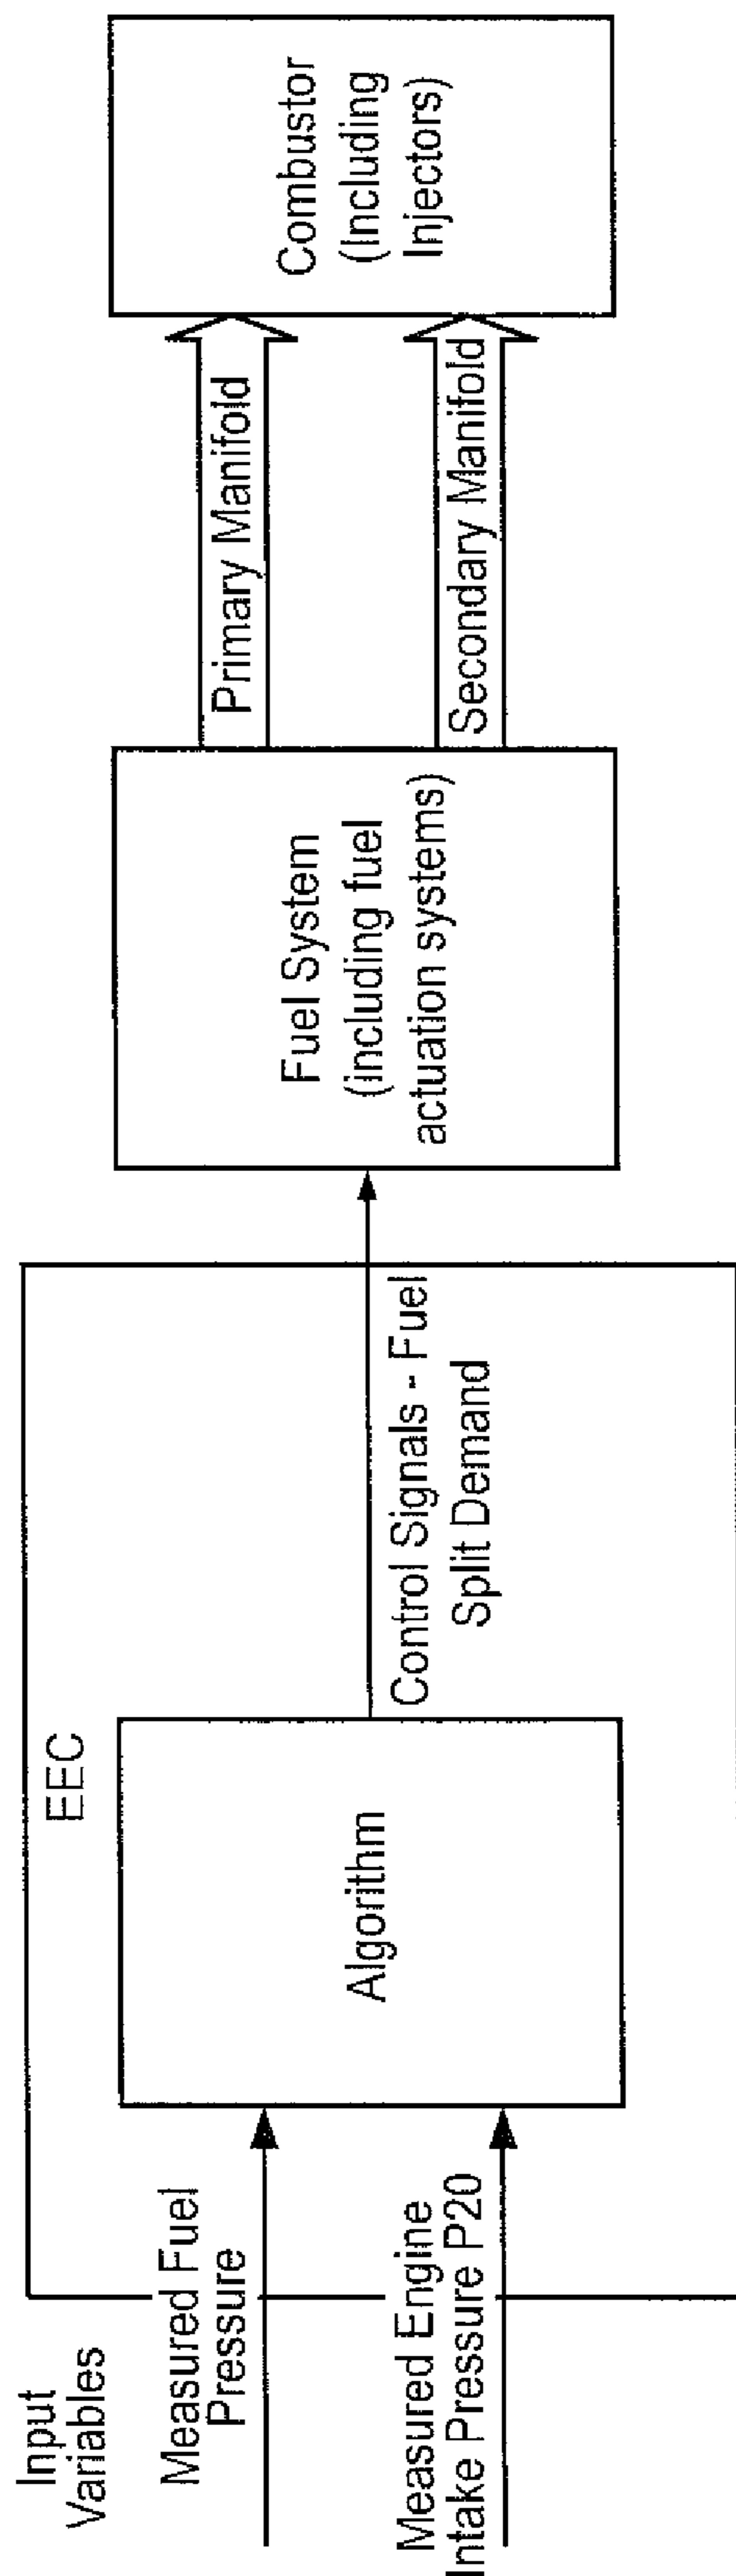 Input
Variables
Measured Fuel
Pressure
Measured Engine
Intake Pressure P20
EEC
Algorithm
Control Signals - Fuel
Split Demand
Fuel System
(including fuel
actuation systems)
Primary Manifold
Secondary Manifold
Combustor
(Including
Injectors)